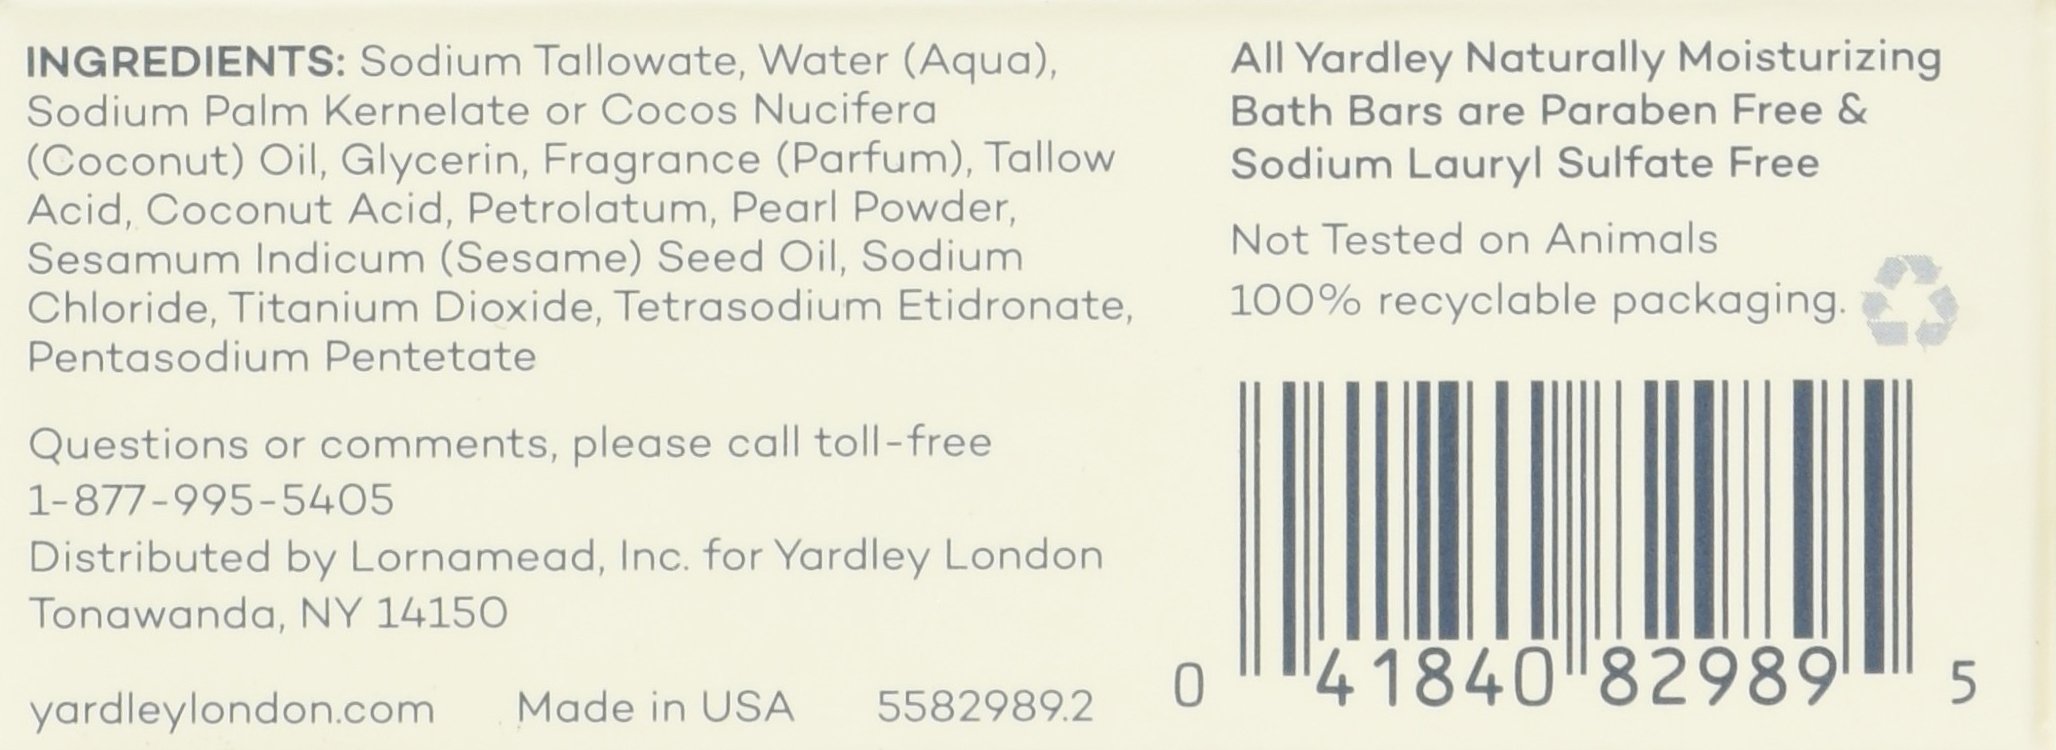 INGREDIENTS: Sodium Tallowate, Water (Aqua),
Sodium Palm Kernelate or Cocos Nucifera
(Coconut) Oil, Glycerin, Fragrance (Parfum), Tallow
Acid, Coconut Acid, Petrolatum, Pearl Powder,
Sesamum Indicum (Sesame) Seed Oil, Sodium
Chloride, Titanium Dioxide, Tetrasodium Etidronate,
Pentasodium Pentetate
Questions or comments, please call toll-free
1-877-995-5405
Distributed by Lornamead, Inc. for Yardley London
Tonawanda, NY 14150
yardleylondon.com Made in USA 5582989.2
All Yardley Naturally Moisturizing
Bath Bars are Paraben Free &
Sodium Lauryl Sulfate Free
Not Tested on Animals
100% recyclable packaging.
0 41840 82989 5